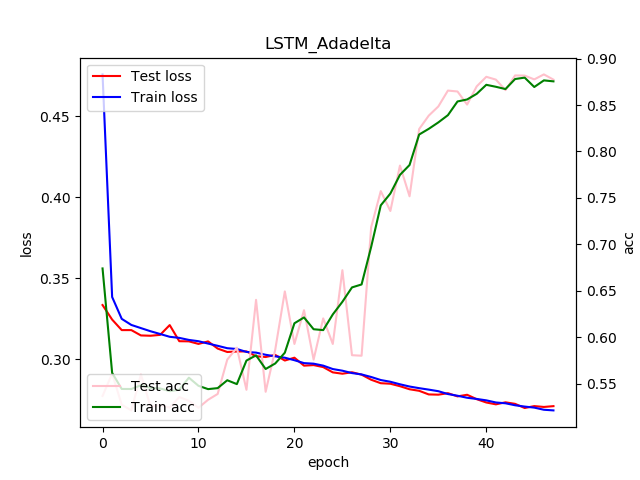 LSTM_Adadelta
Test loss
Train loss
Test acc
Train acc
loss
0.45
0.40
0.35
0.30
0.90
0.85
0.80
0.75
0.70
0.65
0.60
0.55
acc
0 10 20 30 40
epoch